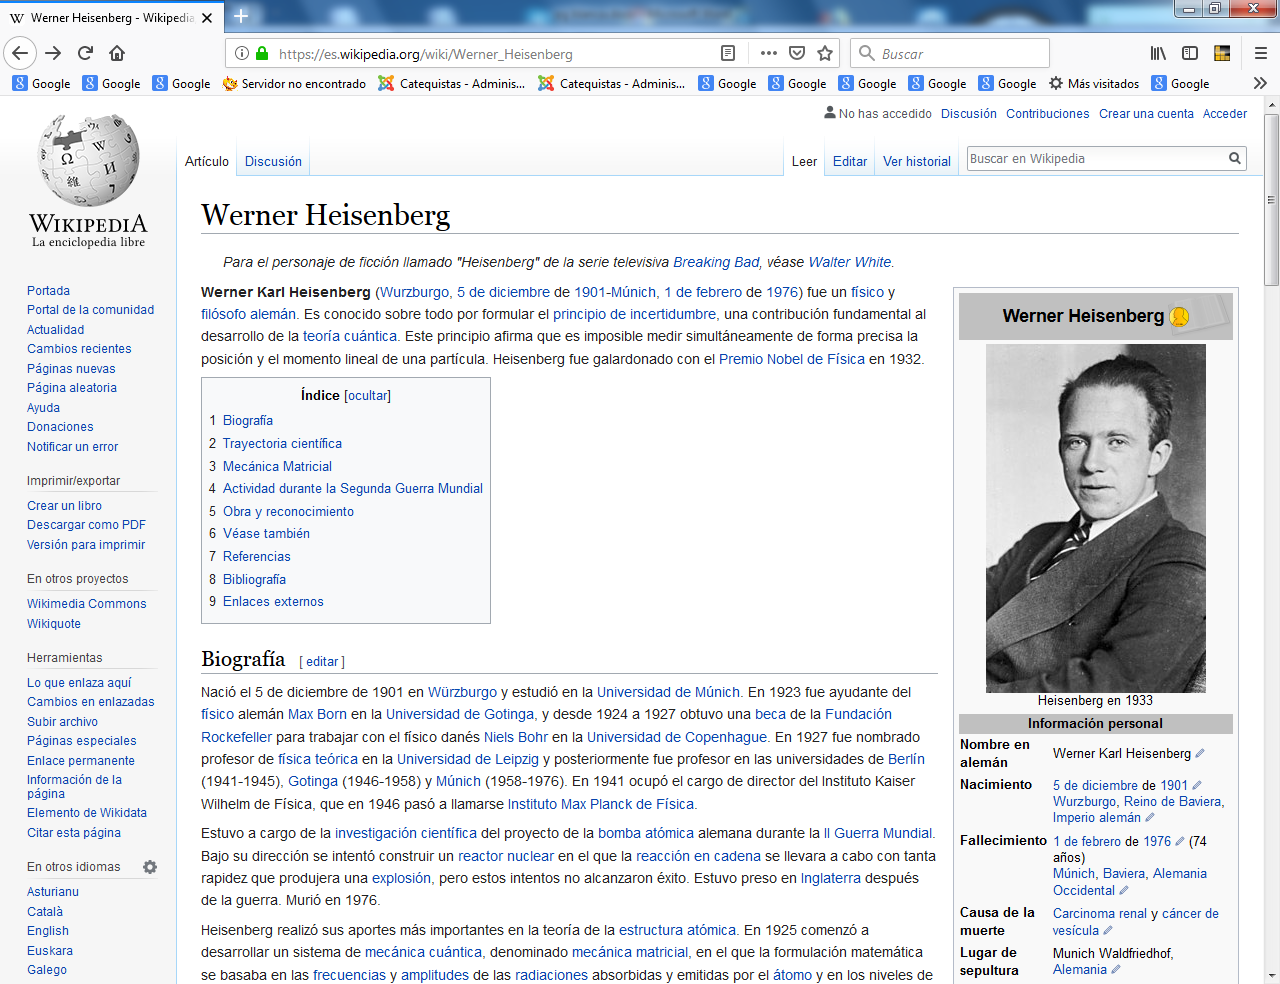 Werner Heisenberg - Wikipedia
https://es.wikipedia.org/wiki/Werner_Heisenberg
Buscar
Google
Google
Google
Servidor no encontrado
Catequistas - Adminis...
Catequistas - Adminis...
Google
Google
Google
Google
Google
Más visitados
Google
No has accedido Discusión Contribuciones Crear una cuenta Acceder
Artículo Discusión
Leer Editar Ver historial
Buscar en Wikipedia
WIKIPEDIA
La enciclopedia libre
Portada
Portal de la comunidad
Actualidad
Cambios recientes
Páginas nuevas
Página aleatoria
Ayuda
Donaciones
Notificar un error
Imprimir/exportar
Crear un libro
Descargar como PDF
Versión para imprimir
En otros proyectos
Wikimedia Commons
Wikiquote
Herramientas
Lo que enlaza aquí
Cambios en enlazadas
Subir archivo
Páginas especiales
Enlace permanente
Información de la
página
Elemento de Wikidata
Citar esta página
En otros idiomas
Asturianu
Català
English
Euskara
Galego
Werner Heisenberg
Para el personaje de ficción llamado "Heisenberg" de la serie televisiva Breaking Bad, véase Walter White.
Werner Karl Heisenberg (Wurzburgo, 5 de diciembre de 1901-Múnich, 1 de febrero de 1976) fue un físico y
filósofo alemán. Es conocido sobre todo por formular el principio de incertidumbre, una contribución fundamental al
desarrollo de la teoría cuántica. Este principio afirma que es imposible medir simultáneamente de forma precisa la
posición y el momento lineal de una partícula. Heisenberg fue galardonado con el Premio Nobel de Física en 1932.
Índice [ocultar]
1 Biografía
2 Trayectoria científica
3 Mecánica Matricial
4 Actividad durante la Segunda Guerra Mundial
5 Obra y reconocimiento
6 Véase también
7 Referencias
8 Bibliografía
9 Enlaces externos
Biografía [ editar ]
Nació el 5 de diciembre de 1901 en Würzburgo y estudió en la Universidad de Múnich. En 1923 fue ayudante del
físico alemán Max Born en la Universidad de Gotinga, y desde 1924 a 1927 obtuvo una beca de la Fundación
Rockefeller para trabajar con el físico danés Niels Bohr en la Universidad de Copenhague. En 1927 fue nombrado
profesor de física teórica en la Universidad de Leipzig y posteriormente fue profesor en las universidades de Berlín
(1941-1945), Gotinga (1946-1958) y Múnich (1958-1976). En 1941 ocupó el cargo de director del Instituto Kaiser
Wilhelm de Física, que en 1946 pasó a llamarse Instituto Max Planck de Física.
Estuvo a cargo de la investigación científica del proyecto de la bomba atómica alemana durante la II Guerra Mundial.
Bajo su dirección se intentó construir un reactor nuclear en el que la reacción en cadena se llevara a cabo con tanta
rapidez que produjera una explosión, pero estos intentos no alcanzaron éxito. Estuvo preso en Inglaterra después
de la guerra. Murió en 1976.
Heisenberg realizó sus aportes más importantes en la teoría de la estructura atómica. En 1925 comenzó a
desarrollar un sistema de mecánica cuántica, denominado mecánica matricial, en el que la formulación matemática
se basaba en las frecuencias y amplitudes de las radiaciones absorbidas y emitidas por el átomo y en los niveles de
Werner Heisenberg
Heisenberg en 1933
Información personal
Nombre en alemán Werner Karl Heisenberg
Nacimiento 5 de diciembre de 1901
Wurzburgo, Reino de Baviera,
Imperio alemán
Fallecimiento 1 de febrero de 1976 (74
años)
Múnich, Baviera, Alemania
Occidental
Causa de la muerte Carcinoma renal y cáncer de
vesícula
Lugar de sepultura Munich Waldfriedhof,
Alemania